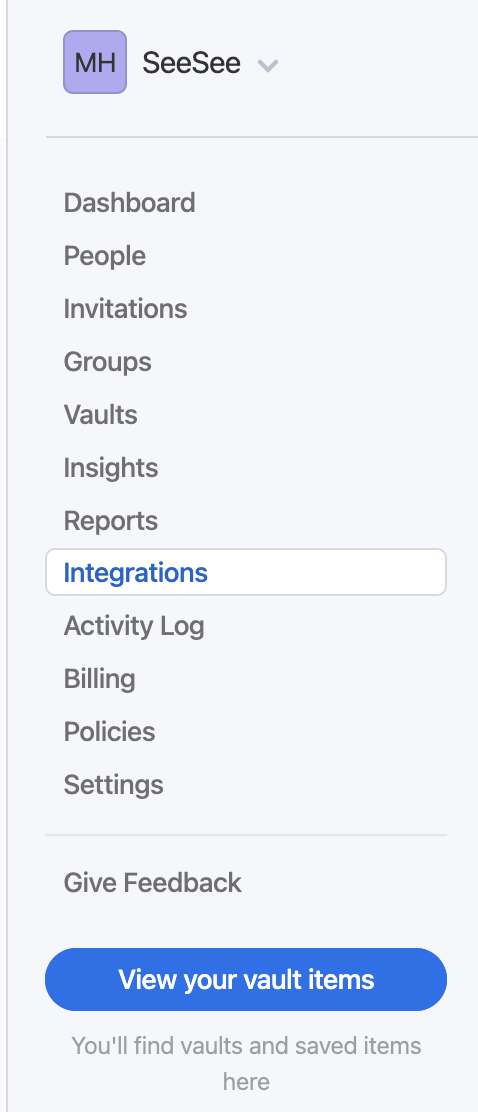 MH SeeSee
Dashboard
People
Invitations
Groups
Vaults
Insights
Reports
Integrations
Activity Log
Billing
Policies
Settings
Give Feedback
View your vault items
You'll find vaults and saved items
here